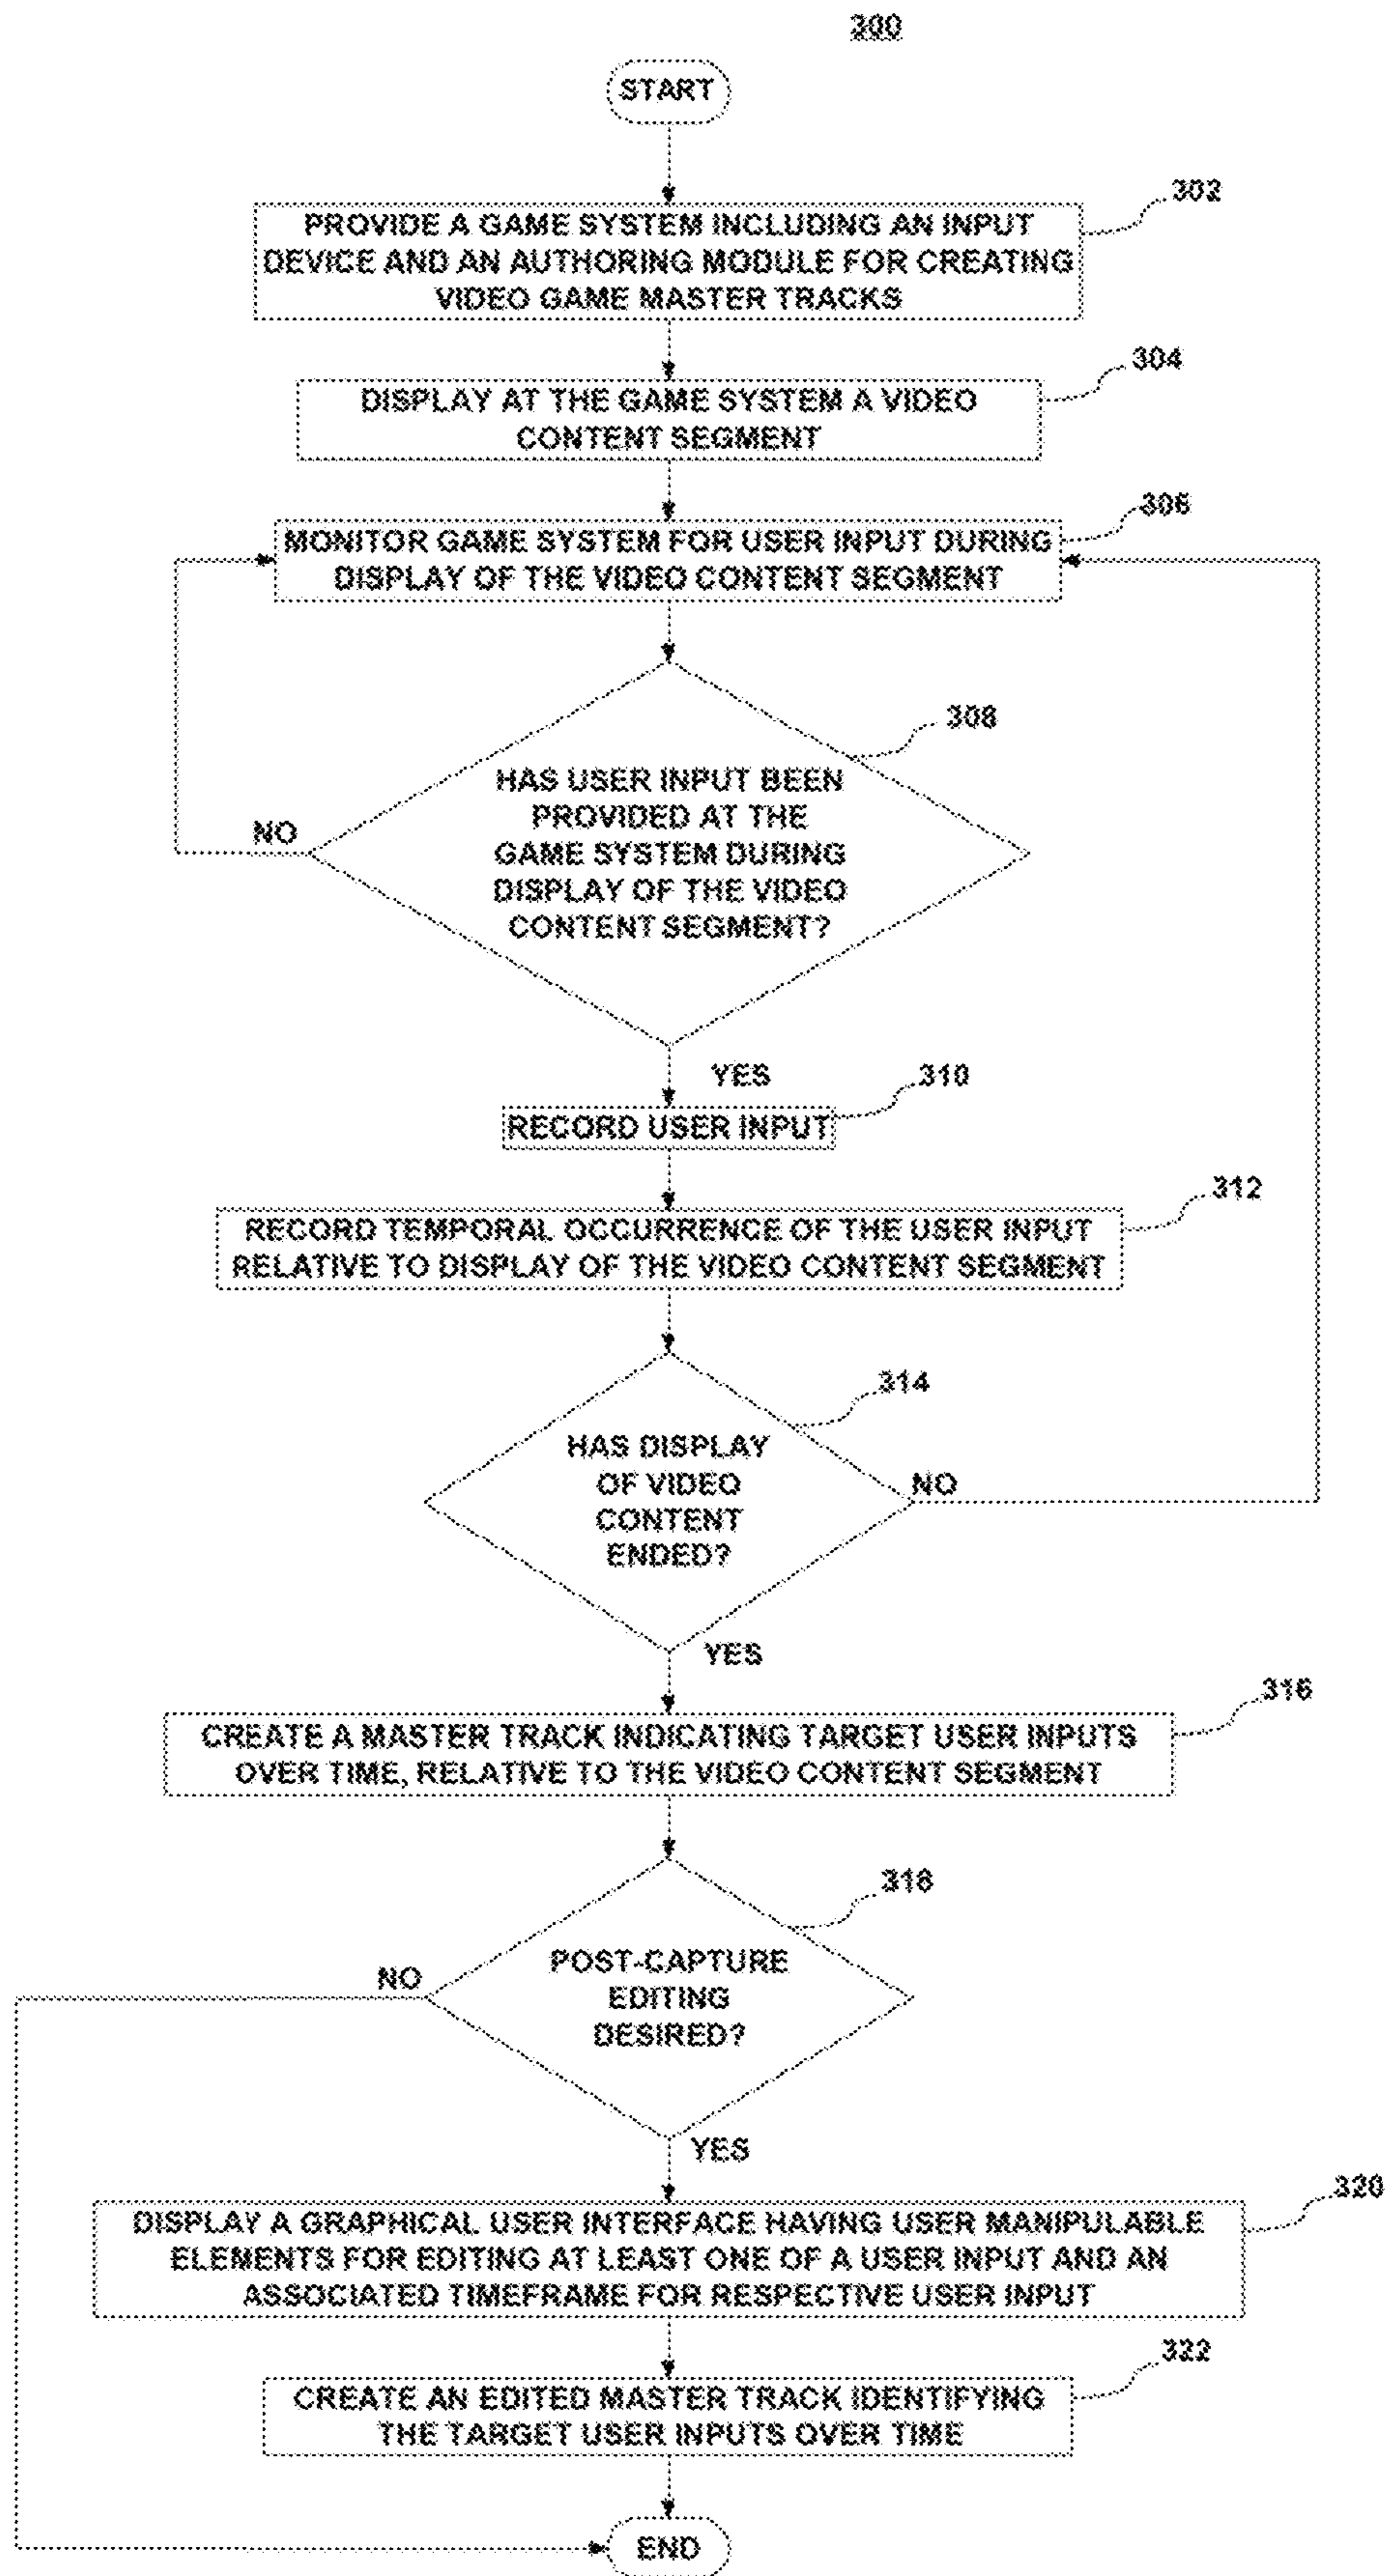 300
START
302
PROVIDE A GAME SYSTEM INCLUDING AN INPUT
DEVICE AND AN AUTHORING MODULE FOR CREATING
VIDEO GAME MASTER TRACKS
304
DISPLAY AT THE GAME SYSTEM A VIDEO
CONTENT SEGMENT
306
MONITOR GAME SYSTEM FOR USER INPUT DURING
DISPLAY OF THE VIDEO CONTENT SEGMENT
308
HAS USER INPUT BEEN
PROVIDED AT THE
GAME SYSTEM DURING
DISPLAY OF THE VIDEO
CONTENT SEGMENT?
NO
YES
310
RECORD USER INPUT
312
RECORD TEMPORAL OCCURRENCE OF THE USER INPUT
RELATIVE TO DISPLAY OF THE VIDEO CONTENT SEGMENT
314
HAS DISPLAY
OF VIDEO
CONTENT
ENDED?
NO
YES
316
CREATE A MASTER TRACK INDICATING TARGET USER INPUTS
OVER TIME, RELATIVE TO THE VIDEO CONTENT SEGMENT
318
POST-CAPTURE
EDITING
DESIRED?
NO
YES
320
DISPLAY A GRAPHICAL USER INTERFACE HAVING USER MANIPULABLE
ELEMENTS FOR EDITING AT LEAST ONE OF A USER INPUT AND AN
ASSOCIATED TIMEFRAME FOR RESPECTIVE USER INPUT
322
CREATE AN EDITED MASTER TRACK IDENTIFYING
THE TARGET USER INPUTS OVER TIME
END